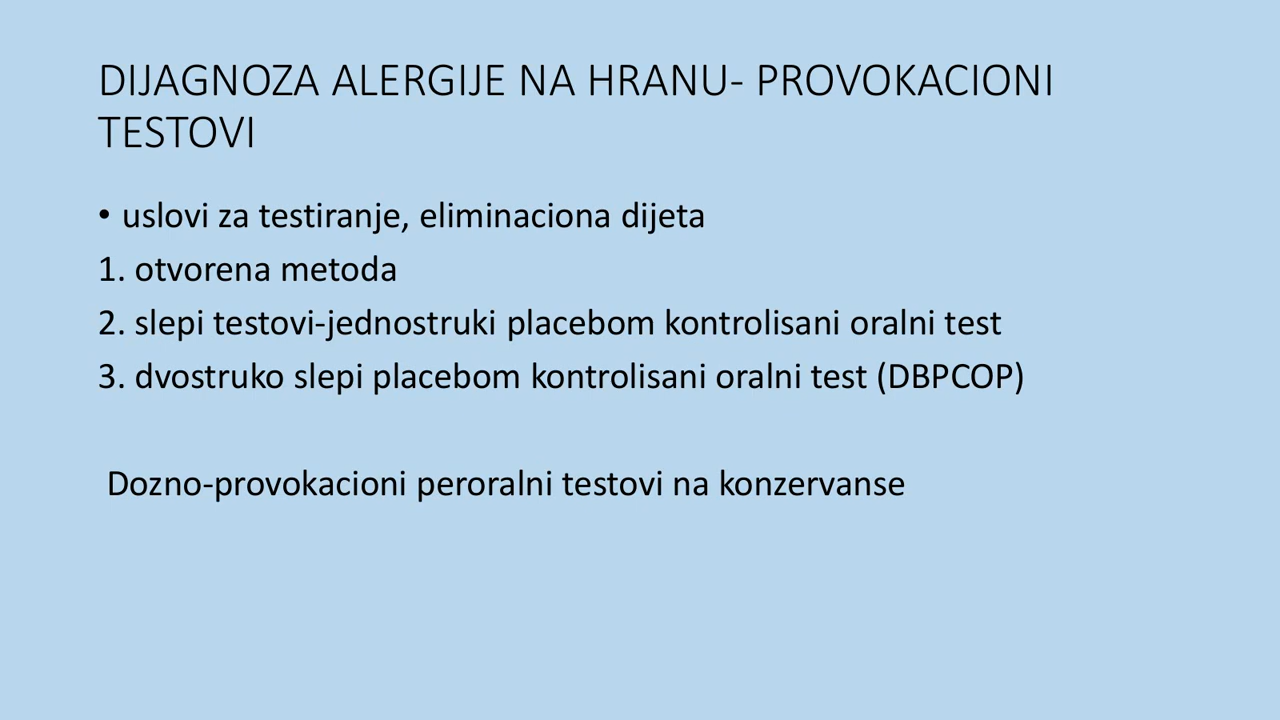 DIJAGNOZA ALERGIJE NA HRANU- PROVOKACIONI
TESTOVI
• uslovi za testiranje, eliminaciona dijeta
1. otvorena metoda
2. slepi testovi-jednostruki placebom kontrolisani oralni test
3. dvostruko slepi placebom kontrolisani oralni test (DBPCOP)
Dozno-provokacioni peroralni testovi na konzervanse